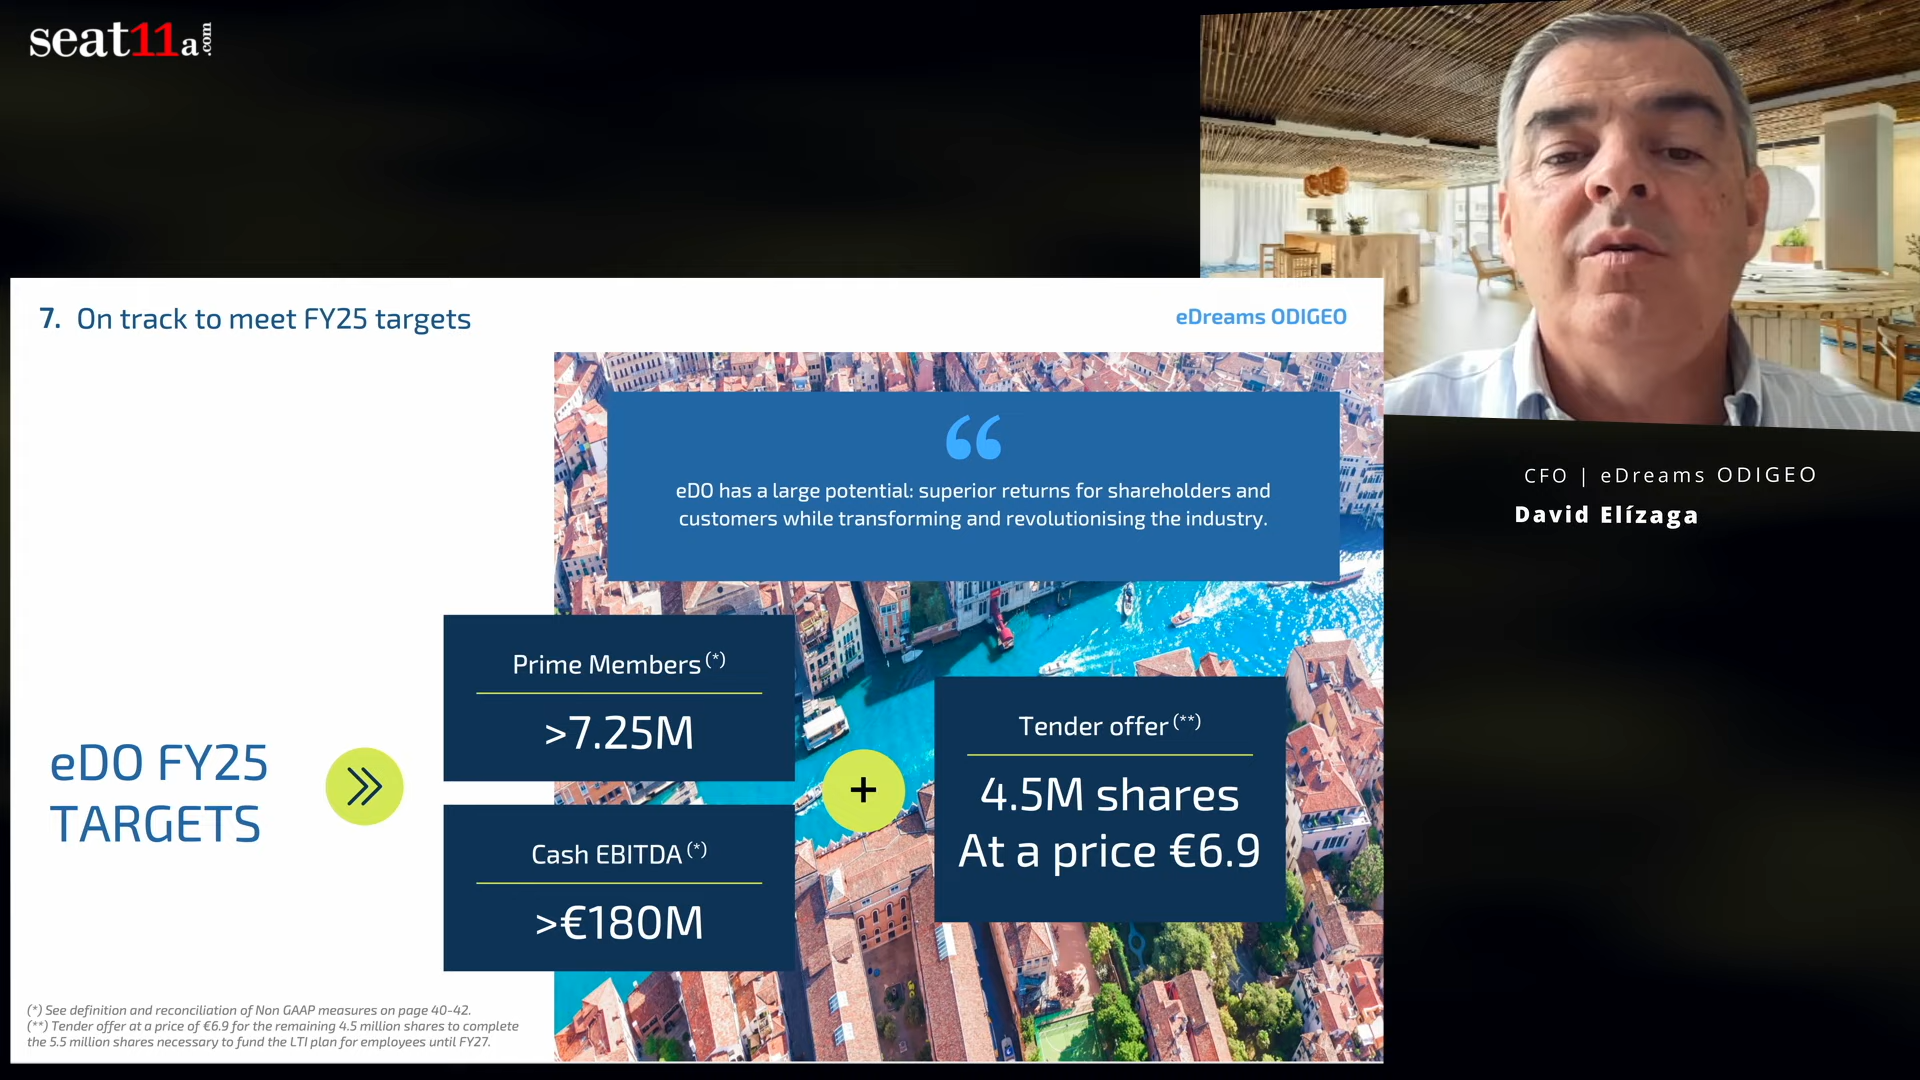 seat11a.com
7. On track to meet FY25 targets
eDreams ODIGEO
“
eDO has a large potential: superior returns for shareholders and
customers while transforming and revolutionising the industry.
eDO FY25
TARGETS
Prime Members (*)
>7.25M
Cash EBITDA (*)
>€180M
+
Tender offer (**)
4.5M shares
At a price €6.9
(*) See definition and reconciliation of Non GAAP measures on page 40-42.
(**) Tender offer at a price of €6.9 for the remaining 4.5 million shares to complete
the 5.5 million shares necessary to fund the LTI plan for employees until FY27.
CFO | eDreams ODIGEO
David Elízaga